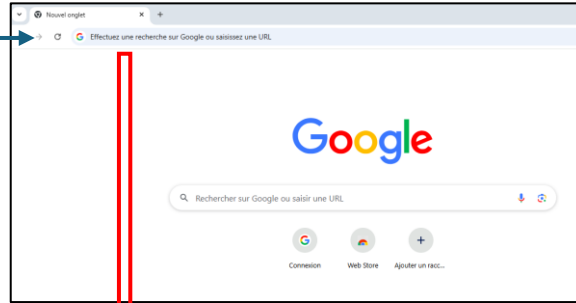 Nouvel onglet
Effectuez une recherche sur Google ou saisissez une URL
Google
Rechercher sur Google ou saisir une URL
Connexion Web Store Ajouter un racc...